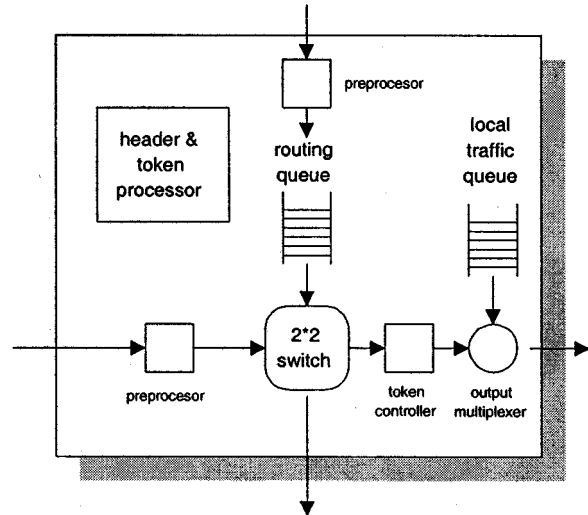 preprocesor
header &
token
processor
routing
queue
local
traffic
queue
2*2
switch
preprocesor
token
controller
output
multiplexer